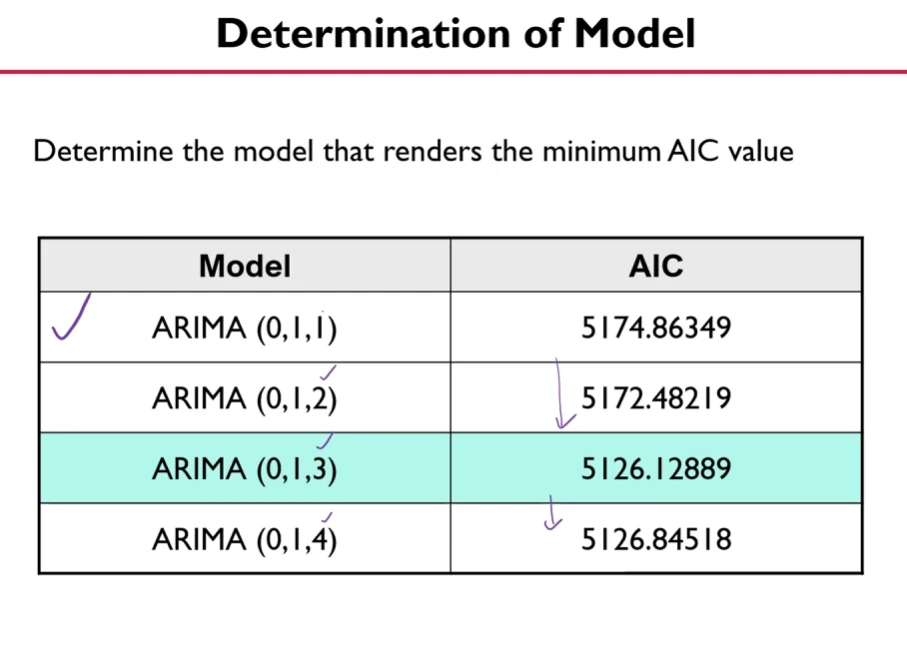 Determination of Model
Determine the model that renders the minimum AIC value
Model AIC
ARIMA (0,1,1) 5174.86349
ARIMA (0,1,2) 5172.48219
ARIMA (0,1,3) 5126.12889
ARIMA (0,1,4) 5126.84518